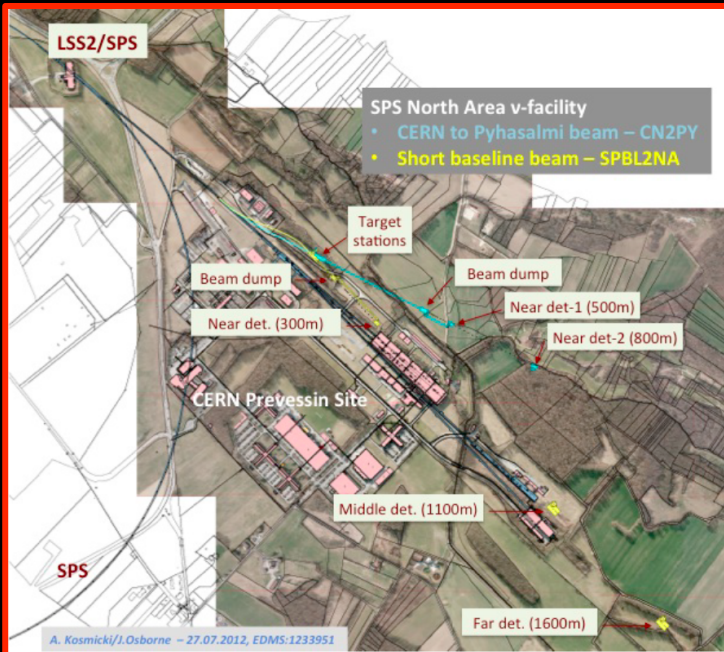 LSS2/SPS
SPS North Area ν-facility
• CERN to Pyhasalmi beam – CN2PY
• Short baseline beam – SPBL2NA
Target
stations
Beam dump
Beam dump
Near det-1 (500m)
Near det. (300m)
Near det-2 (800m)
CERN Prevessin Site
Middle det. (1100m)
SPS
Far det. (1600m)
A. Kosmicki/J.Osborne – 27.07.2012, EDMS:1233951